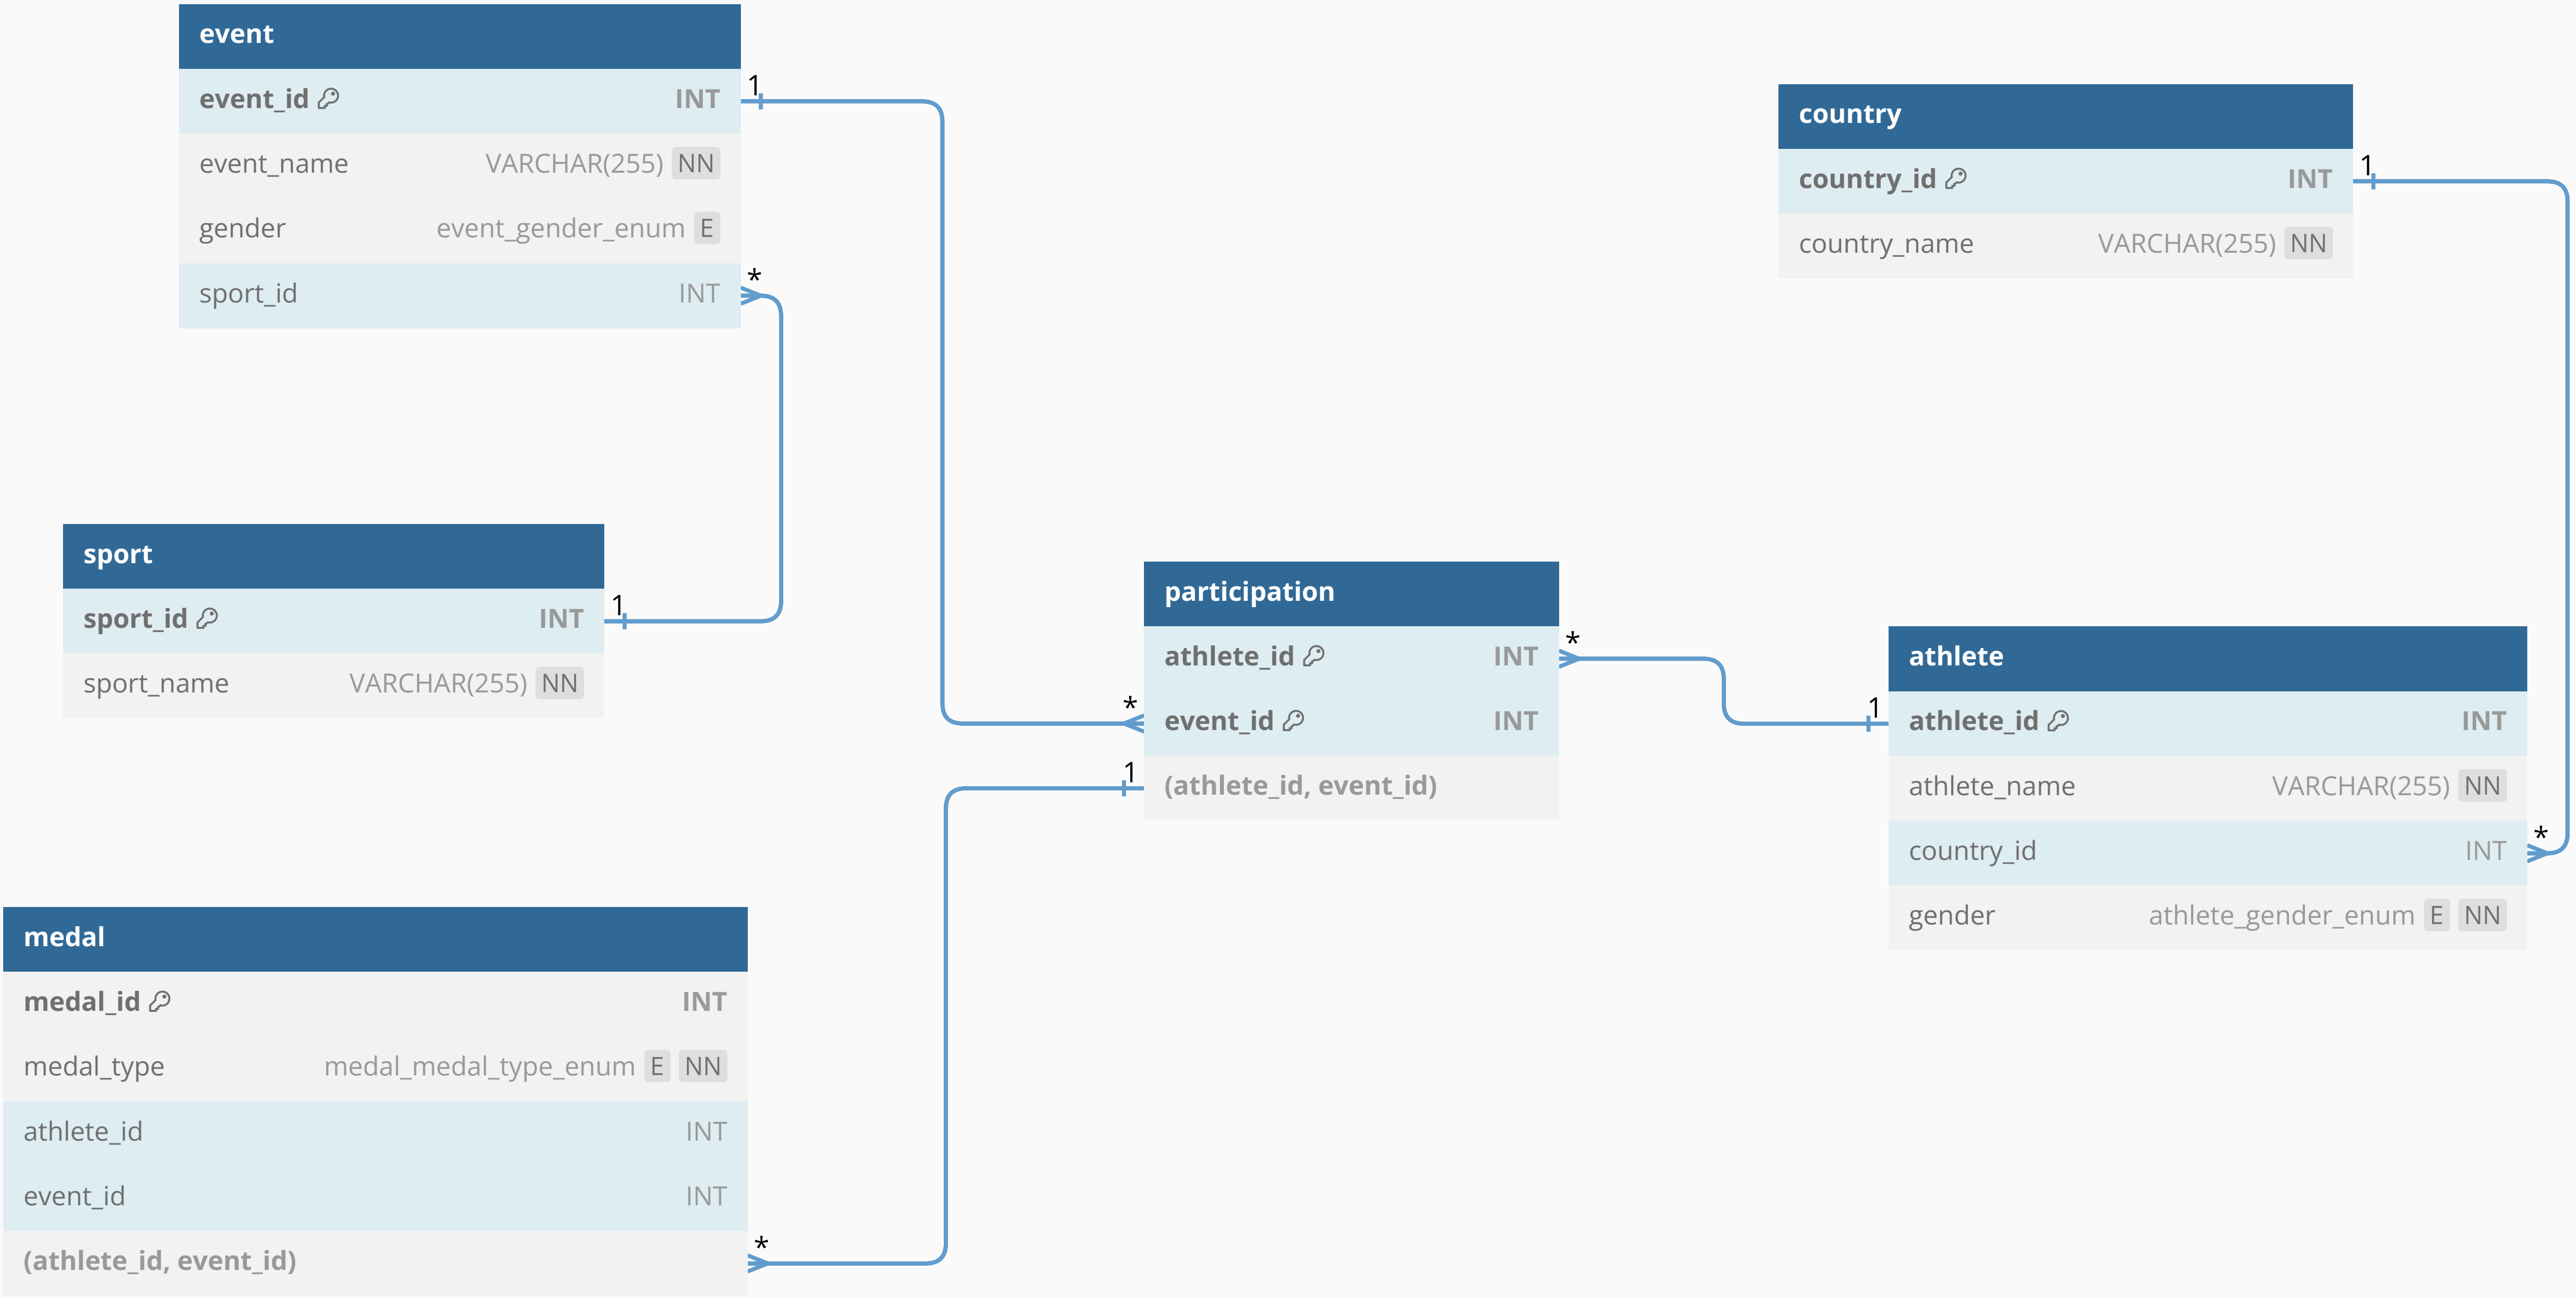 event
event_id INT
event_name VARCHAR(255) NN
gender event_gender_enum E
sport_id INT
1
*
country
country_id INT
country_name VARCHAR(255) NN
1
sport
sport_id INT
sport_name VARCHAR(255) NN
1
participation
athlete_id INT
event_id INT
(athlete_id, event_id)
*
*
1
athlete
athlete_id INT
athlete_name VARCHAR(255) NN
country_id INT
gender athlete_gender_enum E NN
1
*
medal
medal_id INT
medal_type medal_medal_type_enum E NN
athlete_id INT
event_id INT
(athlete_id, event_id)
*